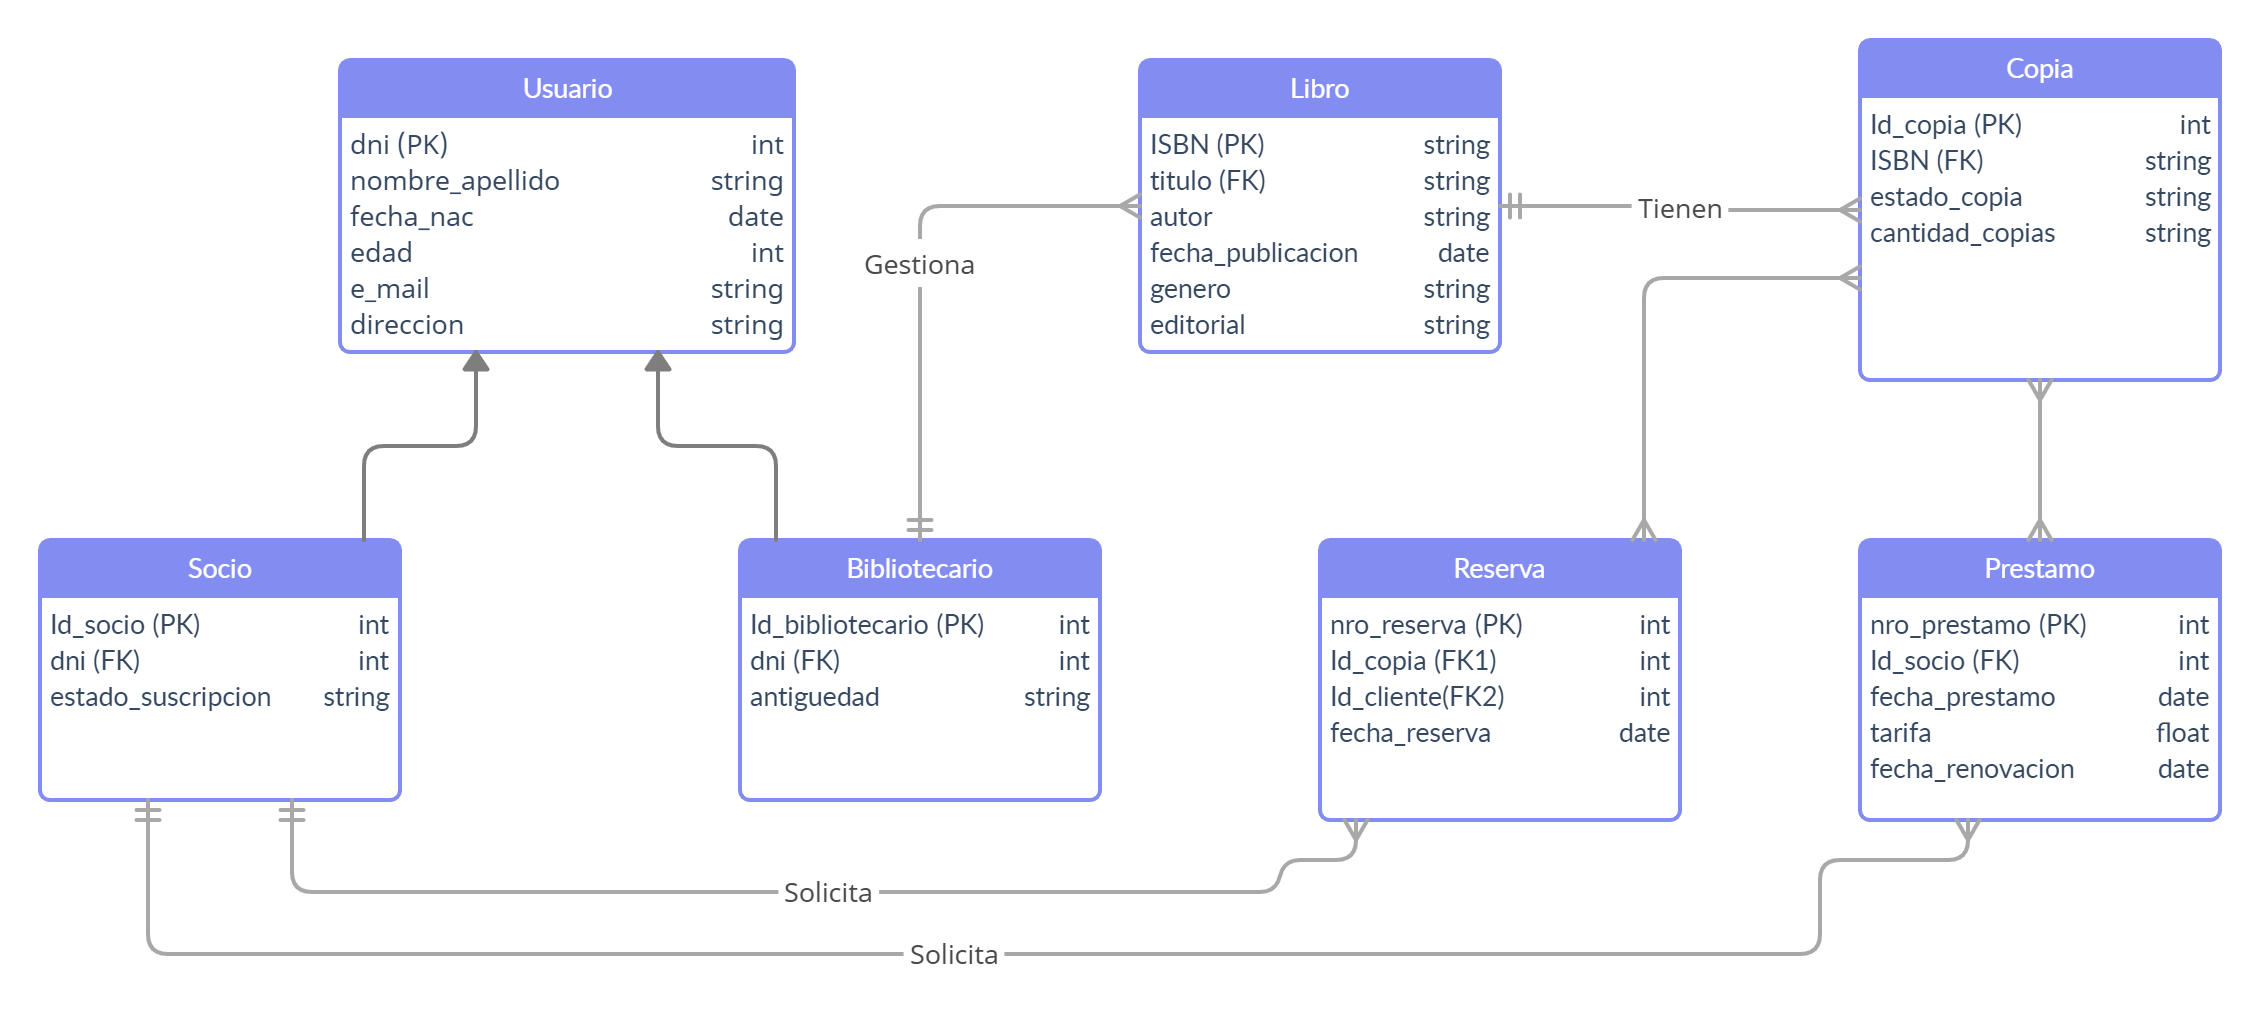 Usuario
dni (PK) int
nombre_apellido string
fecha_nac date
edad int
e_mail string
direccion string
Libro
ISBN (PK) string
titulo (FK) string
autor string
fecha_publicacion date
genero string
editorial string
Copia
Id_copia (PK) int
ISBN (FK) string
estado_copia string
cantidad_copias string
Tienen
Gestiona
Socio
Id_socio (PK) int
dni (FK) int
estado_suscripcion string
Bibliotecario
Id_bibliotecario (PK) int
dni (FK) int
antiguedad string
Reserva
nro_reserva (PK) int
Id_copia (FK1) int
Id_cliente(FK2) int
fecha_reserva date
Prestamo
nro_prestamo (PK) int
Id_socio (FK) int
fecha_prestamo date
tarifa float
fecha_renovacion date
Solicita
Solicita